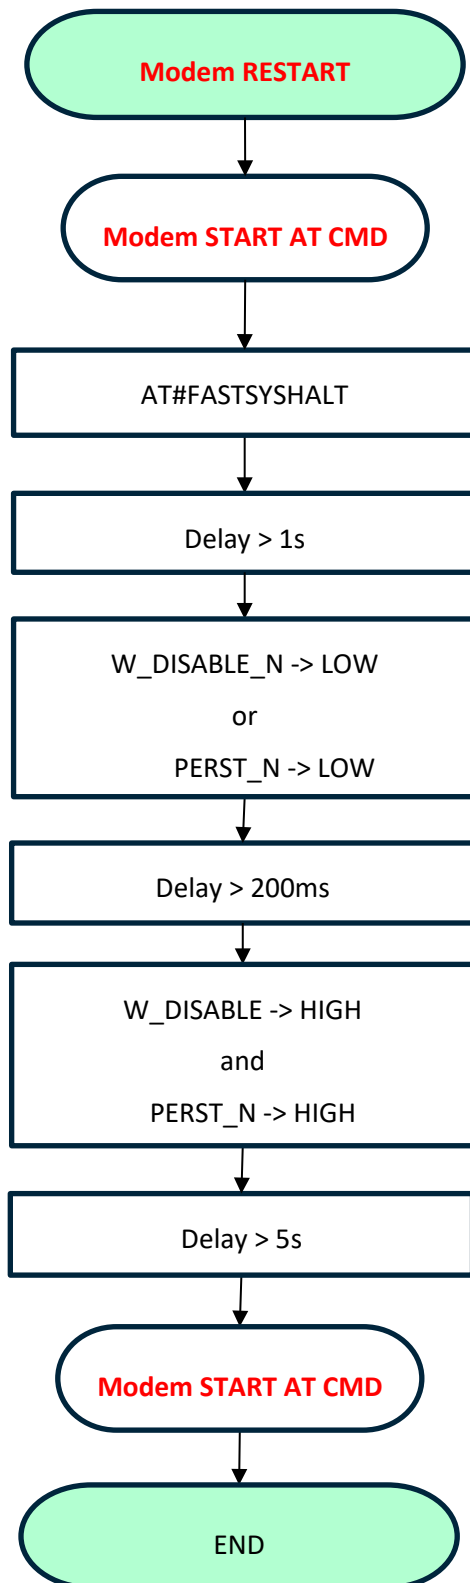 Modem RESTART
Modem START AT CMD
AT#FASTSYSHALT
Delay > 1s
W_DISABLE_N -> LOW
or
PERST_N -> LOW
Delay > 200ms
W_DISABLE -> HIGH
and
PERST_N -> HIGH
Delay > 5s
Modem START AT CMD
END